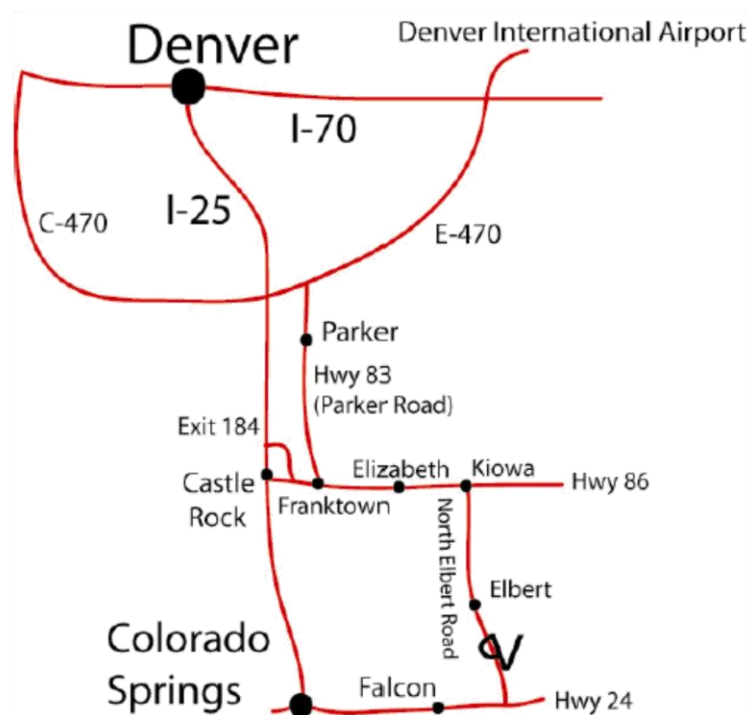 Denver
Denver International Airport
I-70
C-470
I-25
E-470
Parker
Hwy 83
(Parker Road)
Exit 184
Castle
Rock
Franktown
Elizabeth
Kiowa
Hwy 86
North Elbert Road
Elbert
Colorado
Springs
Falcon
Hwy 24